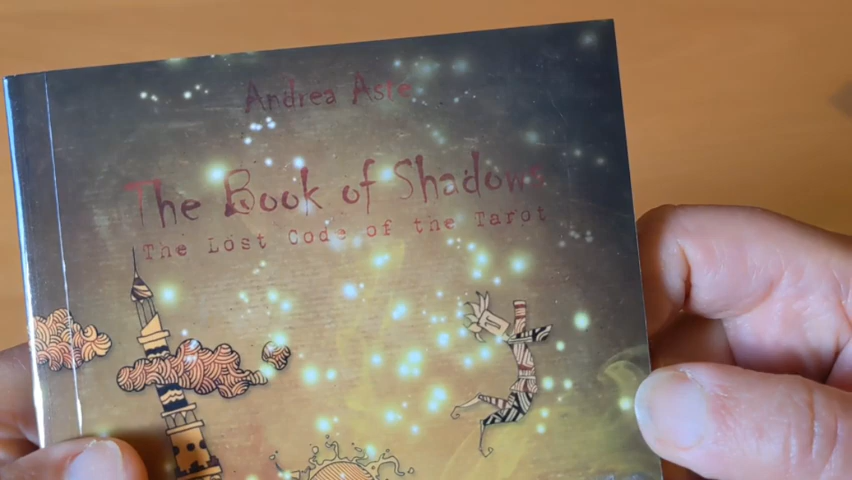 Andrea Aste
The Book of Shadows
The Lost Code of the Tarot